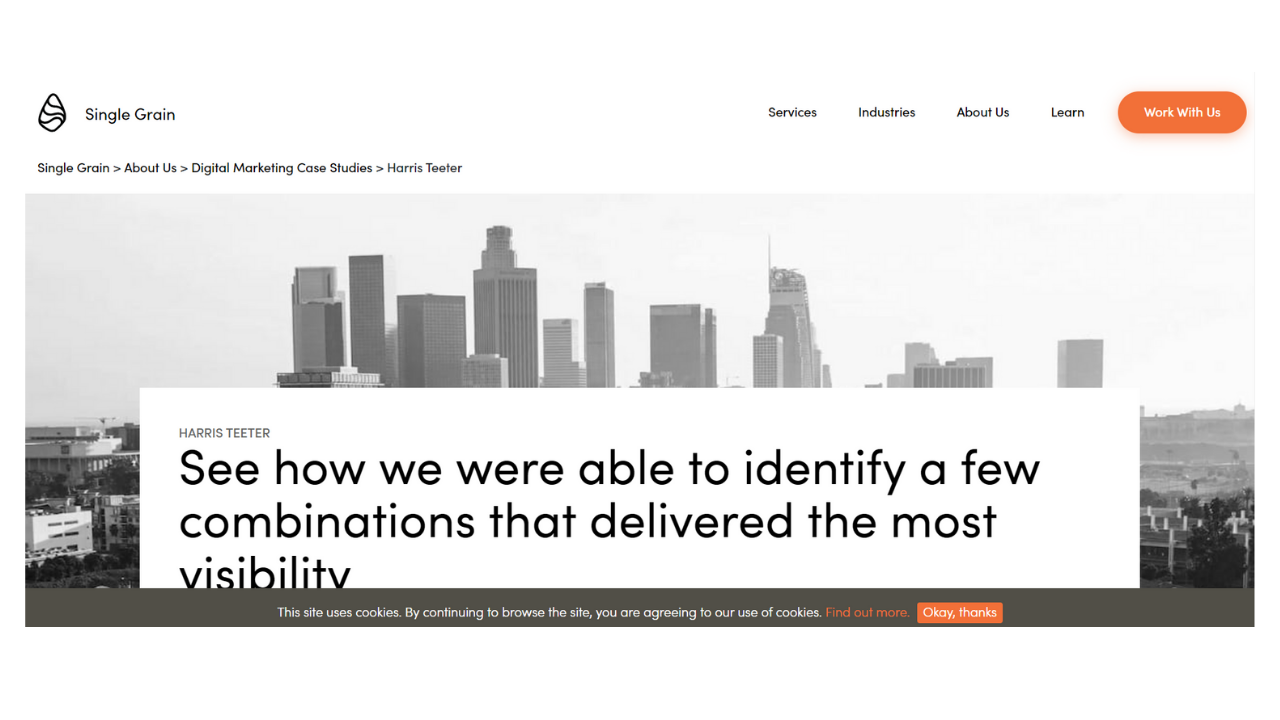 Single Grain
Services
Industries
About Us
Learn
Work With Us
Single Grain > About Us > Digital Marketing Case Studies > Harris Teeter
HARRIS TEETER
See how we were able to identify a few
combinations that delivered the most
visibility
This site uses cookies. By continuing to browse the site, you are agreeing to our use of cookies. Find out more. Okay, thanks